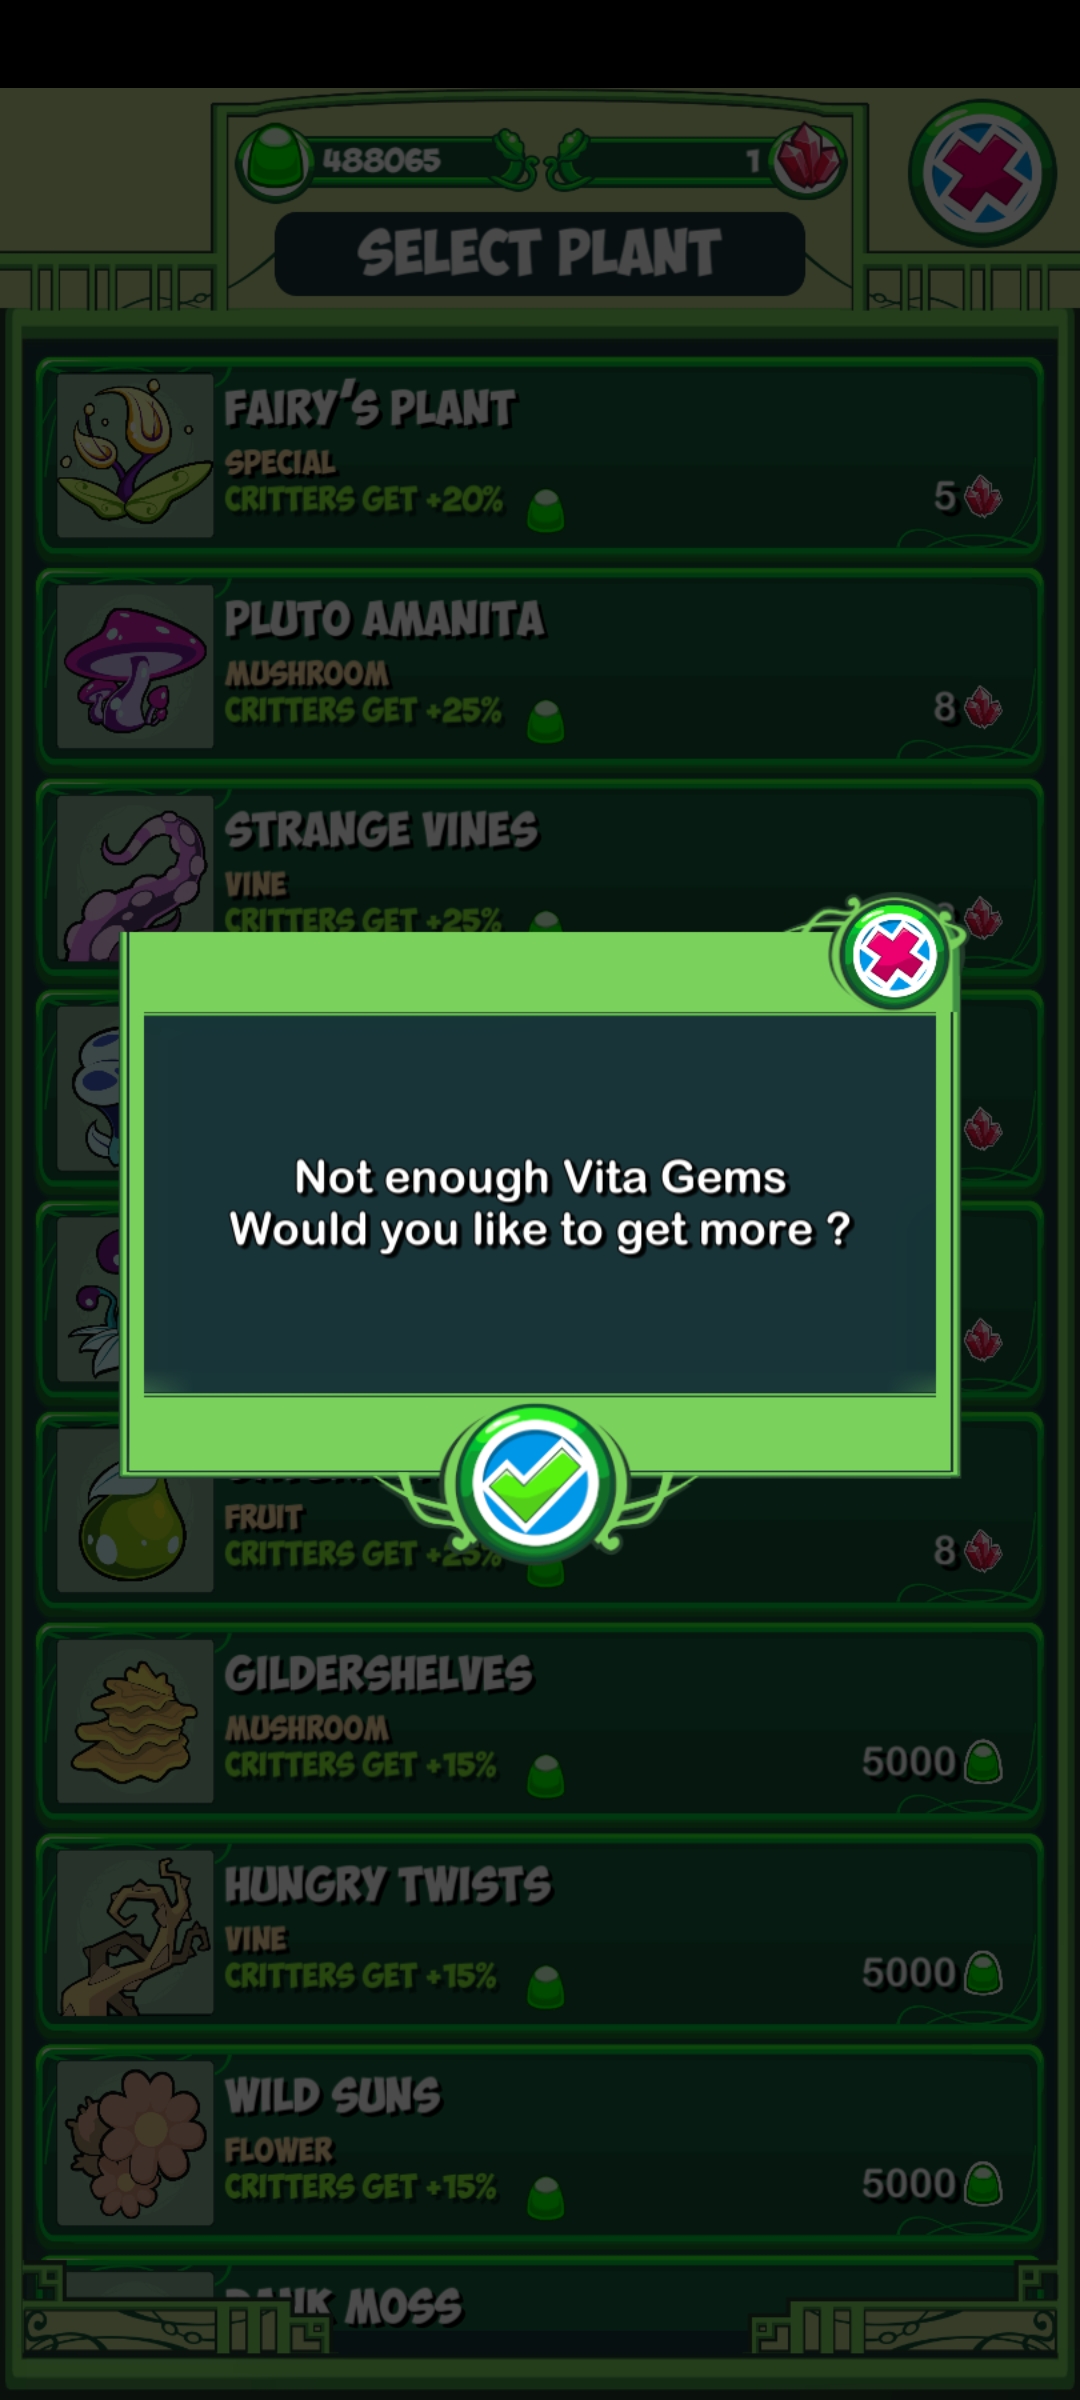 488065
1
SELECT PLANT
FAIRY'S PLANT
SPECIAL
CRITTERS GET +20%
5
PLUTO AMANITA
MUSHROOM
CRITTERS GET +25%
8
STRANGE VINES
VINE
CRITTERS GET +25%
Not enough Vita Gems
Would you like to get more ?
FRUIT
CRITTERS GET +25%
8
GILDERSHELVES
MUSHROOM
CRITTERS GET +15%
5000
HUNGRY TWISTS
VINE
CRITTERS GET +15%
5000
WILD SUNS
FLOWER
CRITTERS GET +15%
5000
MOSS